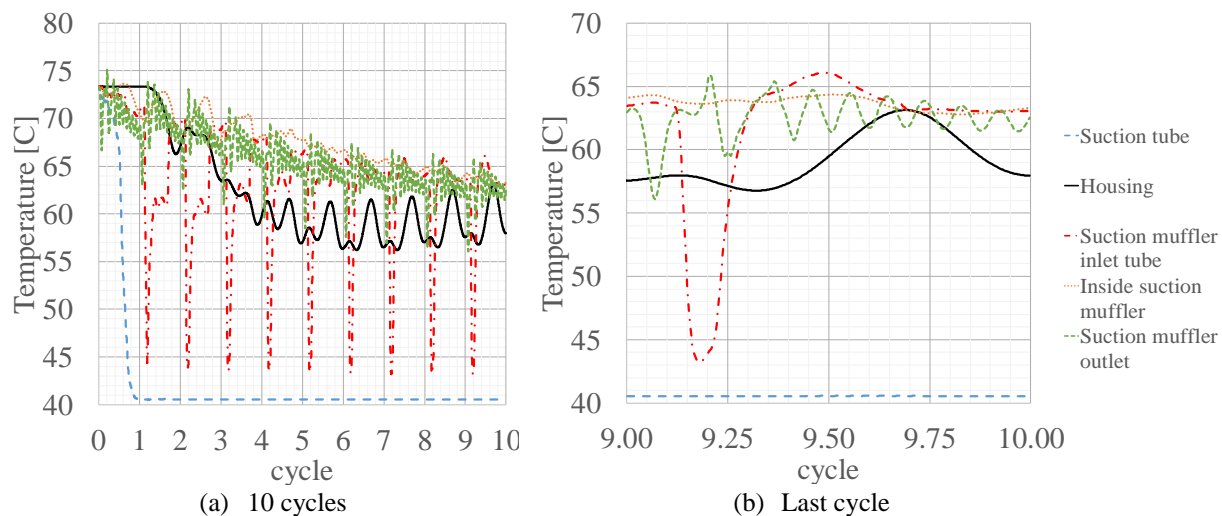 80
75
70
65
60
55
50
45
40
Temperature [C]
0 1 2 3 4 5 6 7 8 9 10
cycle
(a) 10 cycles
70
65
60
55
50
45
40
Temperature [C]
9.00 9.25 9.50 9.75 10.00
cycle
(b) Last cycle
Suction tube
Housing
Suction muffler
inlet tube
Inside suction
muffler
Suction muffler
outlet